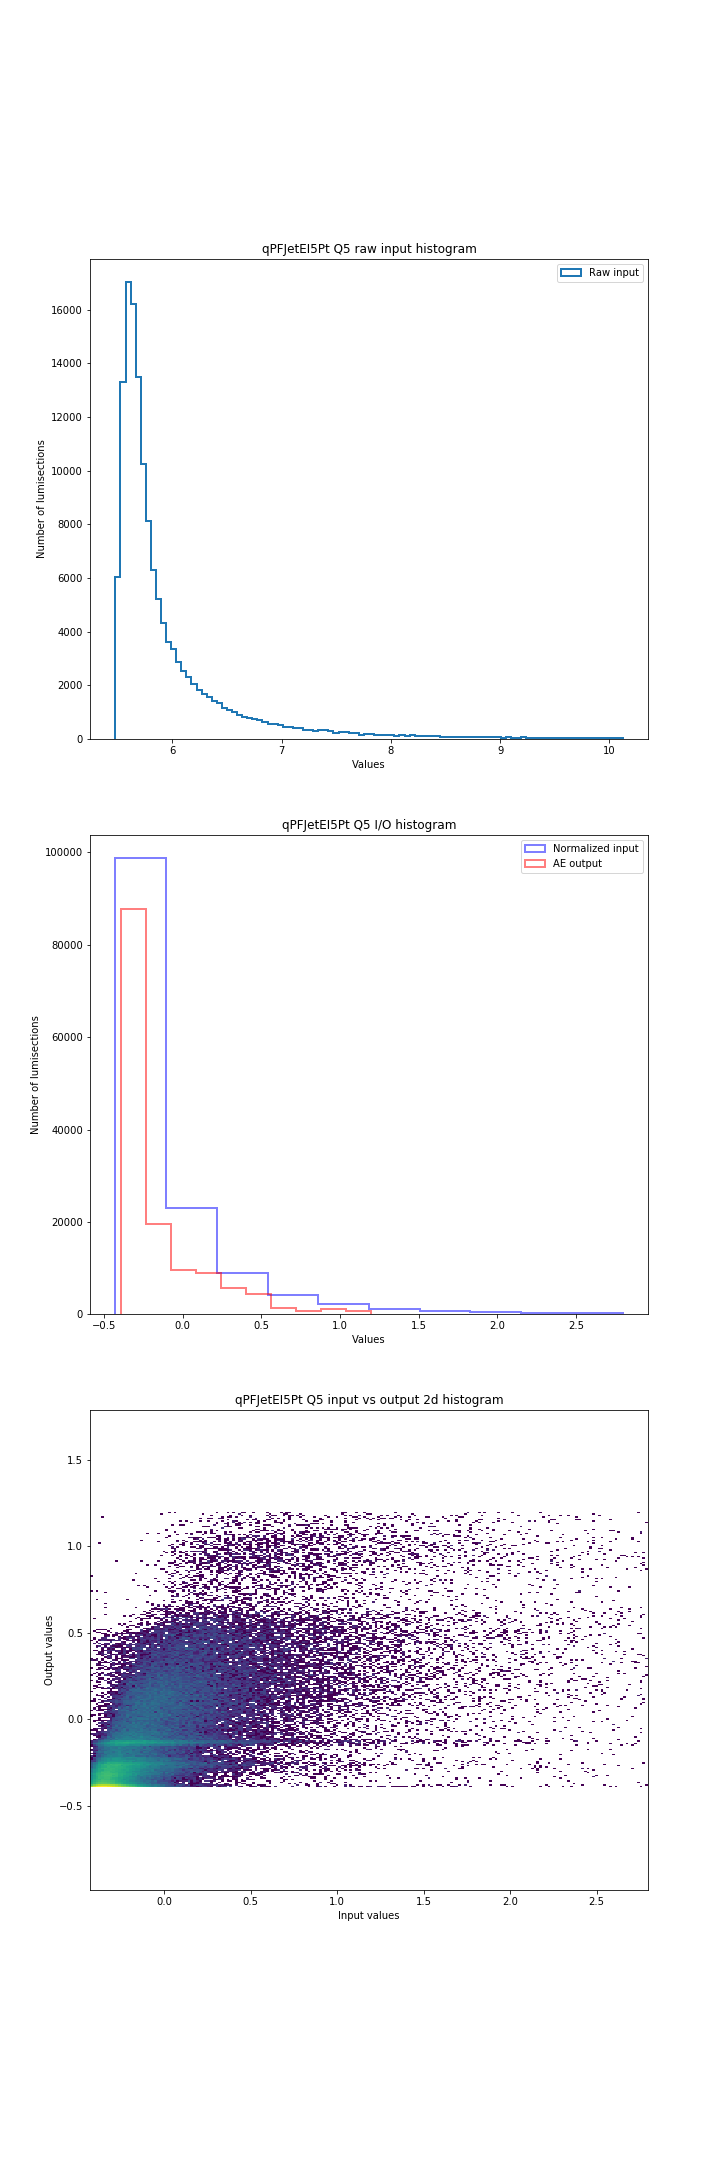 qPFJetEI5Pt Q5 raw input histogram
Raw input
16000
14000
12000
10000
8000
6000
4000
2000
0
Number of lumisections
6 7 8 9 10
Values
qPFJetEI5Pt Q5 I/O histogram
Normalized input
AE output
100000
80000
60000
40000
20000
0
Number of lumisections
−0.5 0.0 0.5 1.0 1.5 2.0 2.5
Values
qPFJetEI5Pt Q5 input vs output 2d histogram
1.5
1.0
0.5
0.0
−0.5
Output values
0.0 0.5 1.0 1.5 2.0 2.5
Input values